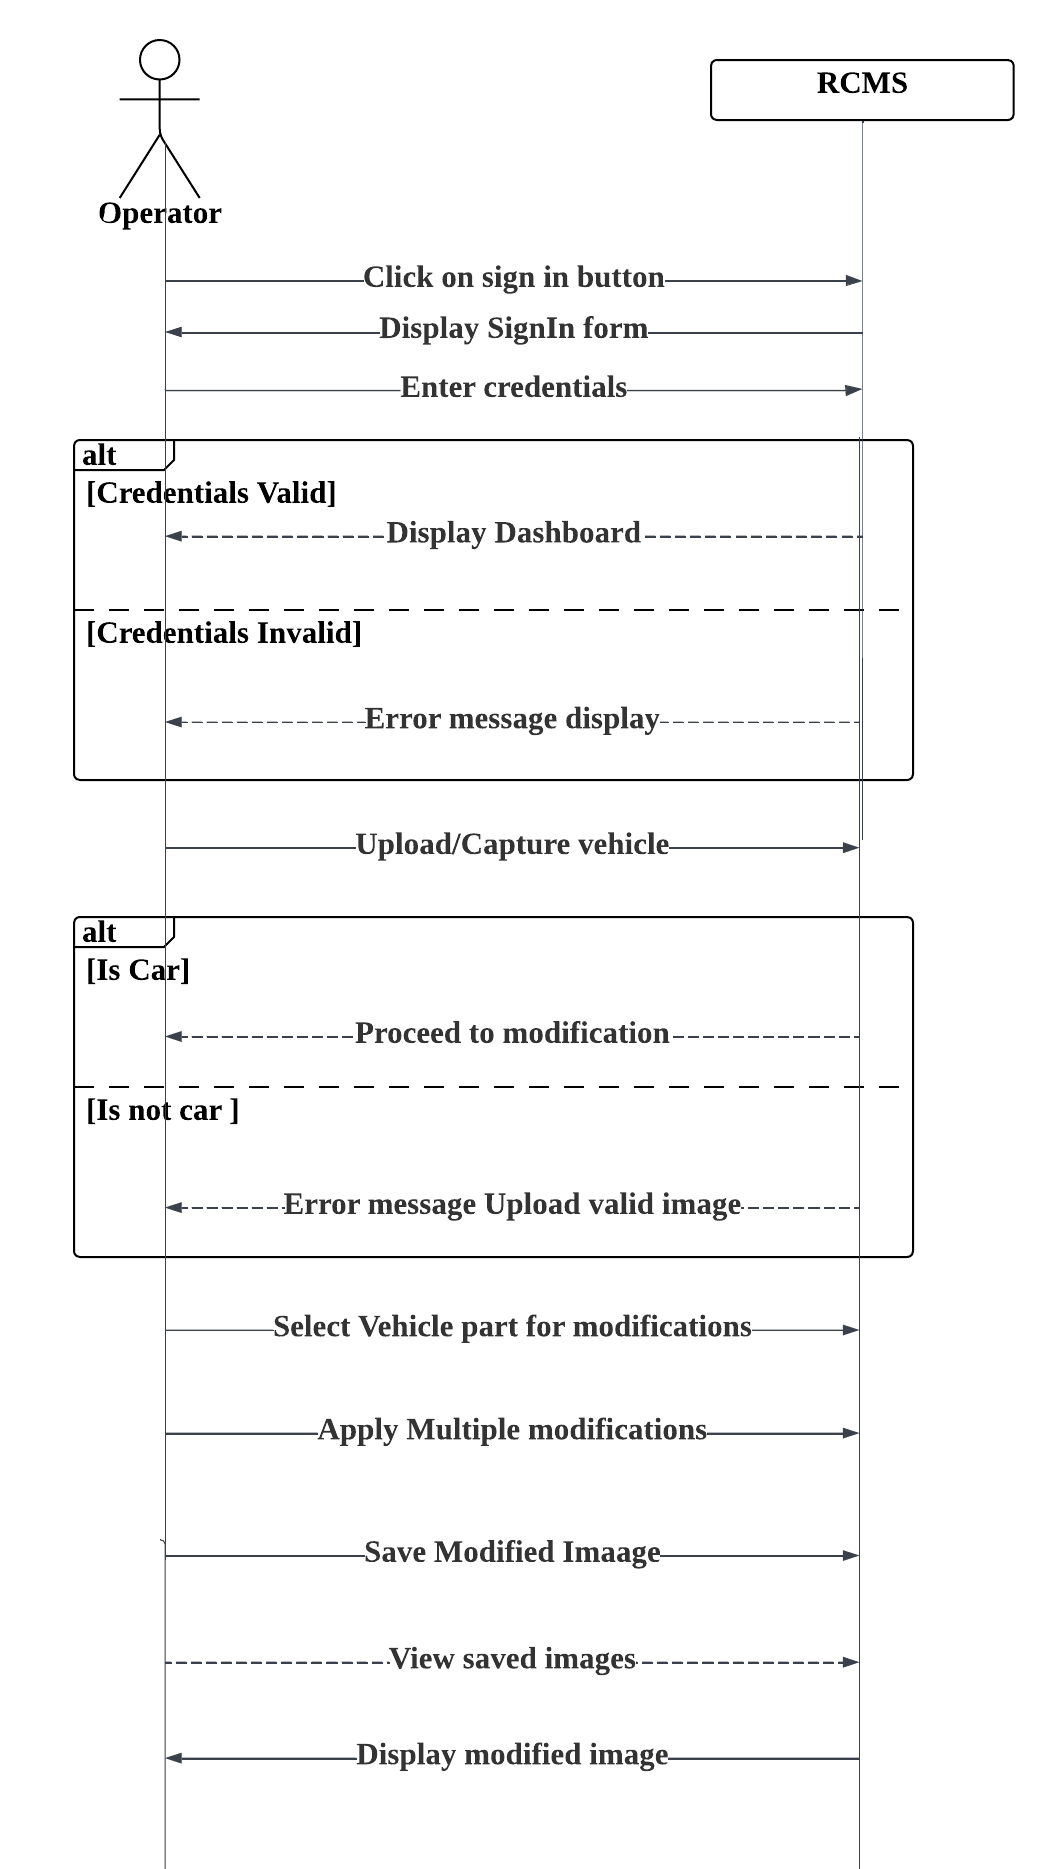 RCMS
Operator
Click on sign in button
Display SignIn form
Enter credentials
alt
[Credentials Valid]
Display Dashboard
[Credentials Invalid]
Error message display
Upload/Capture vehicle
alt
[Is Car]
Proceed to modification
[Is not car ]
Error message Upload valid image
Select Vehicle part for modifications
Apply Multiple modifications
Save Modified Imaage
View saved images
Display modified image